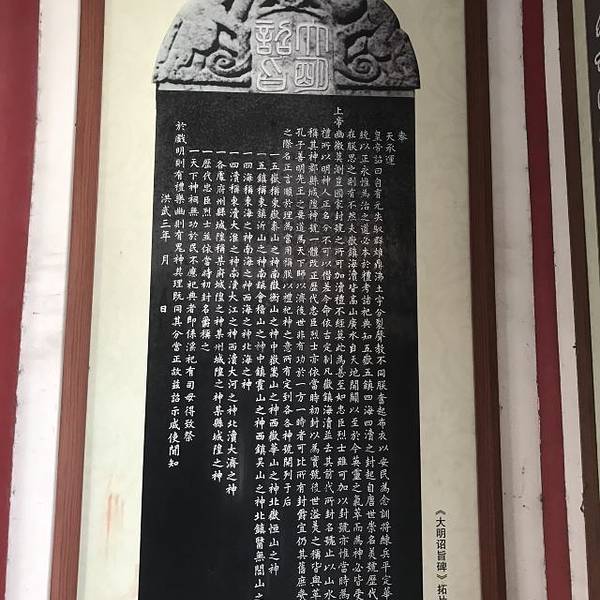 大明
詔旨
奉
天承運
皇帝詔曰自有元失馭群雄鼎沸土宇分裂聲教不同朕奮起布衣以安民為念訓將練兵平定華
統以正永惟為治之道必本於禮考諸祀典知五嶽五鎮四海四瀆之封起自唐世崇名美號歷代
在朕思之則有不然夫嶽鎮海瀆皆高山廣水自天地開闢以至於今英靈之氣萃而為神必皆受
上帝幽微莫測豈國家封號之所可加瀆禮不經莫此為甚至如忠臣烈士雖可加以封號亦惟當時為
禮所以明神人正名分不可以僭差今命依古定制凡嶽鎮海瀆並去其前代所封名號止以山水
稱其神郡縣城隍神號一體改正歷代忠臣烈士亦依當時初封以為實號後世溢美之稱皆與革
孔子善明先王之要道為天下師以濟後世非有功於一方一時者可比所有封爵宜仍其舊庶幾
之際名正言順於理為當用稱朕以禮祀神之意所有定到各各神號開列于后
一五嶽稱東嶽泰山之神南嶽衡山之神中嶽嵩山之神西嶽華山之神北嶽恒山之神
一五鎮稱東鎮沂山之神南鎮會稽山之神中鎮霍山之神西鎮吳山之神北鎮醫無閭山之
一四海稱東海之神南海之神西海之神北海之神
一四瀆稱東瀆大淮之神南瀆大江之神西瀆大河之神北瀆大濟之神
一各處府州縣城隍稱某府城隍之神某州城隍之神某縣城隍之神
一歷代忠臣烈士並依當時初封名爵稱之
一天下神祠無功於民不應祀典者即係淫祀有司毋得致祭
於戲明則有禮樂幽則有鬼神其理既同其分當正故茲詔示咸使聞知
洪武三年 月 日
《大明诏旨碑》拓